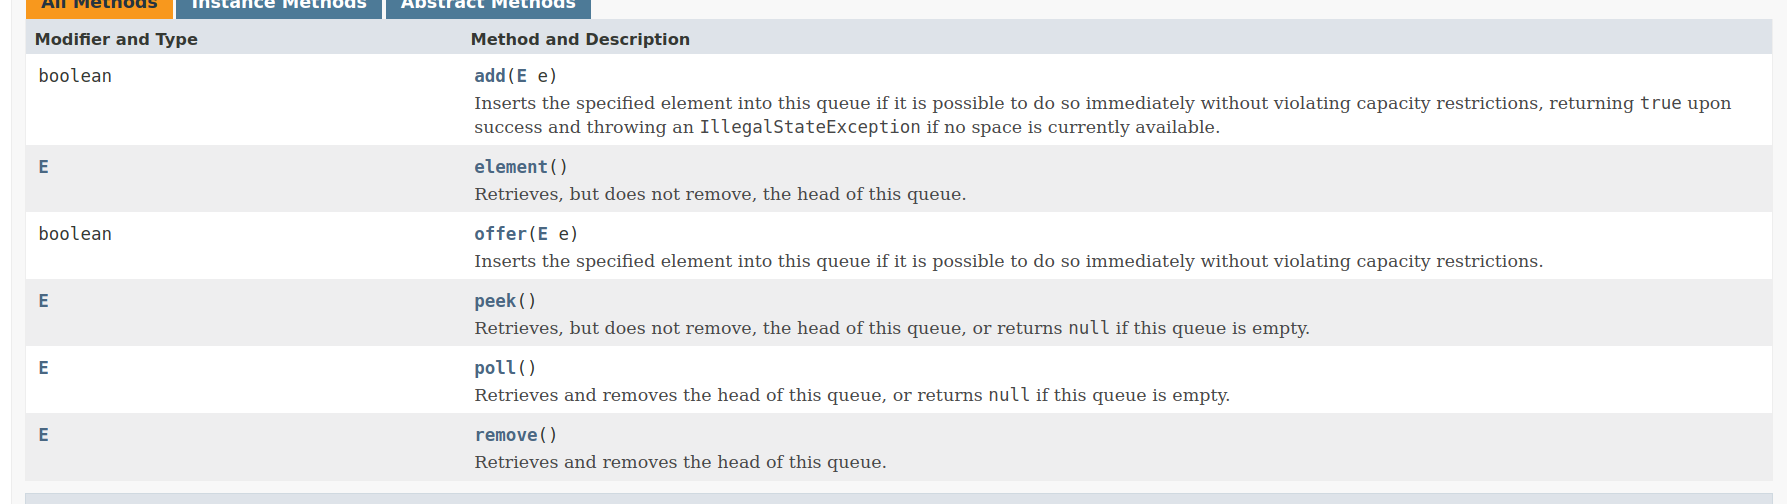 All Methods Instance Methods Abstract Methods
Modifier and Type Method and Description
boolean add(E e)
Inserts the specified element into this queue if it is possible to do so immediately without violating capacity restrictions, returning true upon
success and throwing an IllegalStateException if no space is currently available.
E element()
Retrieves, but does not remove, the head of this queue.
boolean offer(E e)
Inserts the specified element into this queue if it is possible to do so immediately without violating capacity restrictions.
E peek()
Retrieves, but does not remove, the head of this queue, or returns null if this queue is empty.
E poll()
Retrieves and removes the head of this queue, or returns null if this queue is empty.
E remove()
Retrieves and removes the head of this queue.